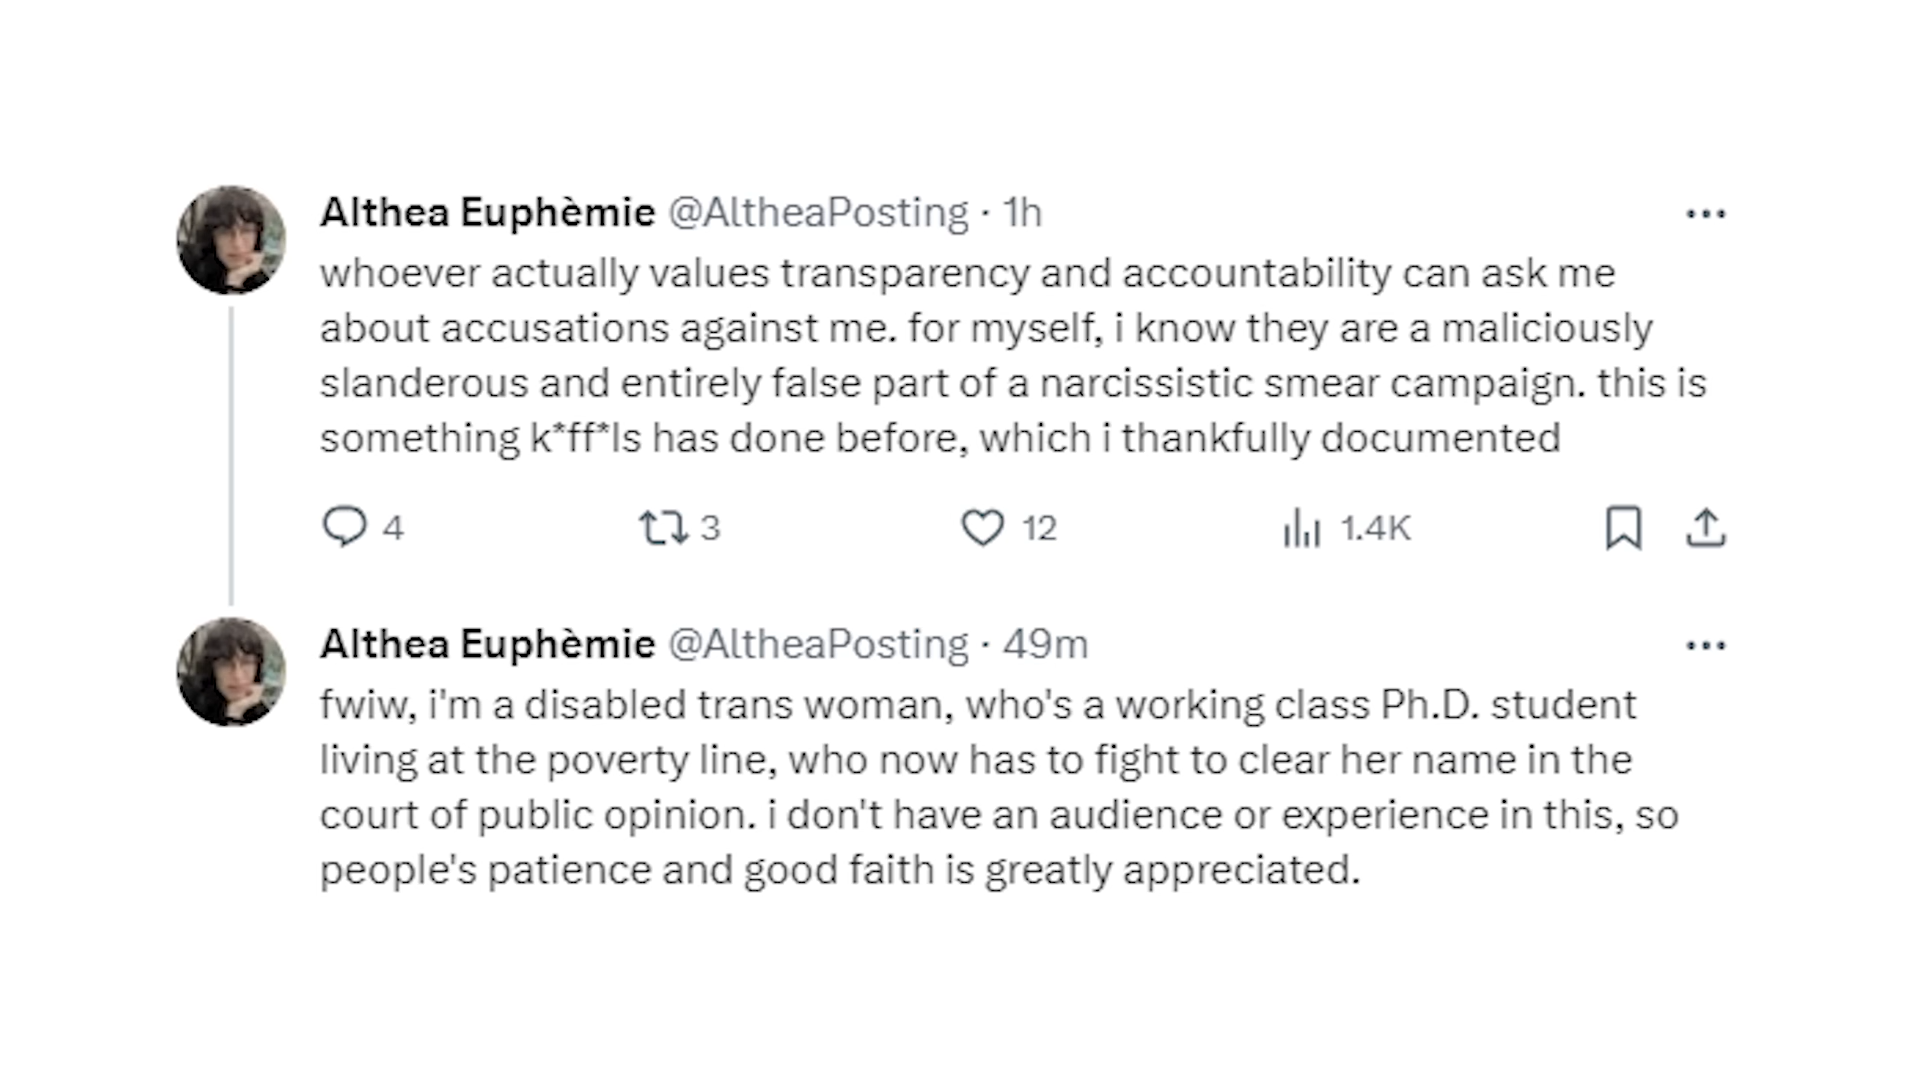 Althea Euphèmie @AltheaPosting · 1h
whoever actually values transparency and accountability can ask me
about accusations against me. for myself, i know they are a maliciously
slanderous and entirely false part of a narcissistic smear campaign. this is
something k*ff*ls has done before, which i thankfully documented
4 3 12 1.4K
Althea Euphèmie @AltheaPosting · 49m
fwiw, i'm a disabled trans woman, who's a working class Ph.D. student
living at the poverty line, who now has to fight to clear her name in the
court of public opinion. i don't have an audience or experience in this, so
people's patience and good faith is greatly appreciated.